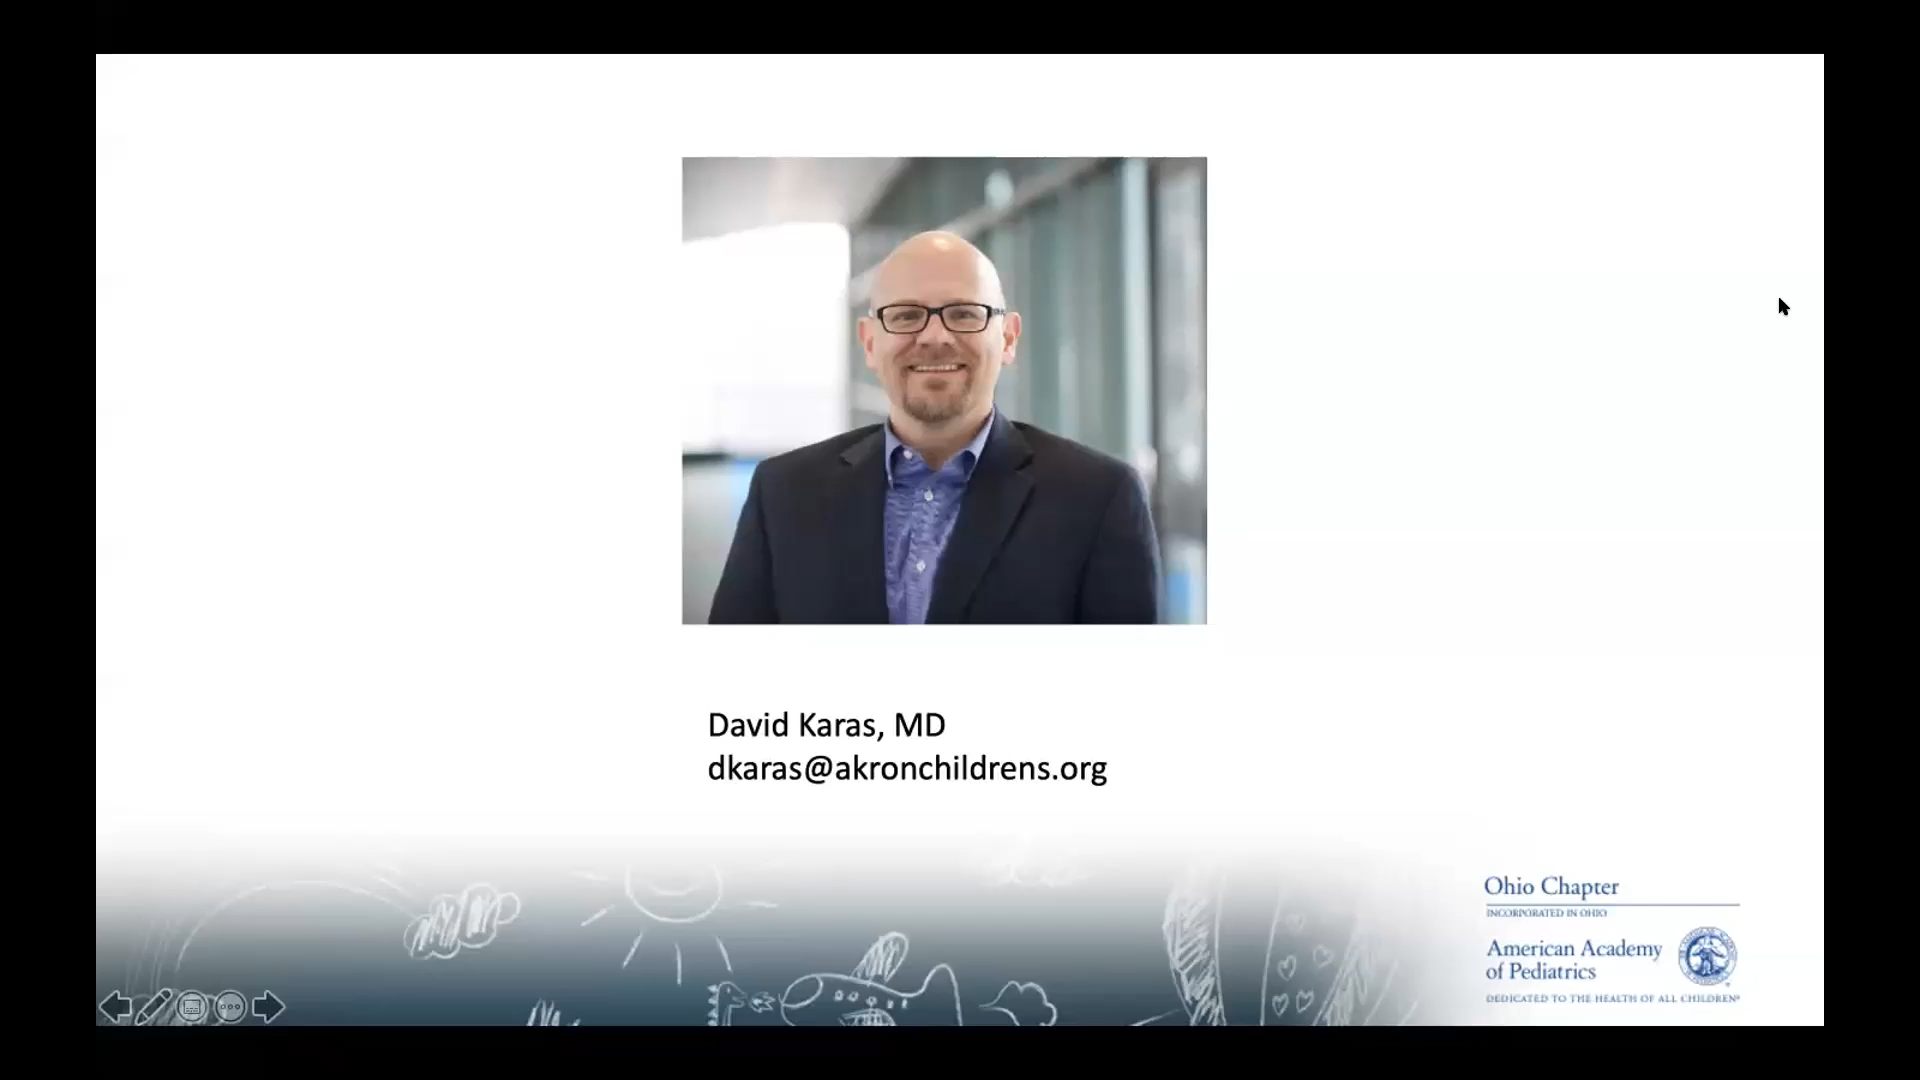 David Karas, MD
dkaras@akronchildrens.org
Ohio Chapter
INCORPORATED IN OHIO
American Academy
of Pediatrics
DEDICATED TO THE HEALTH OF ALL CHILDREN®